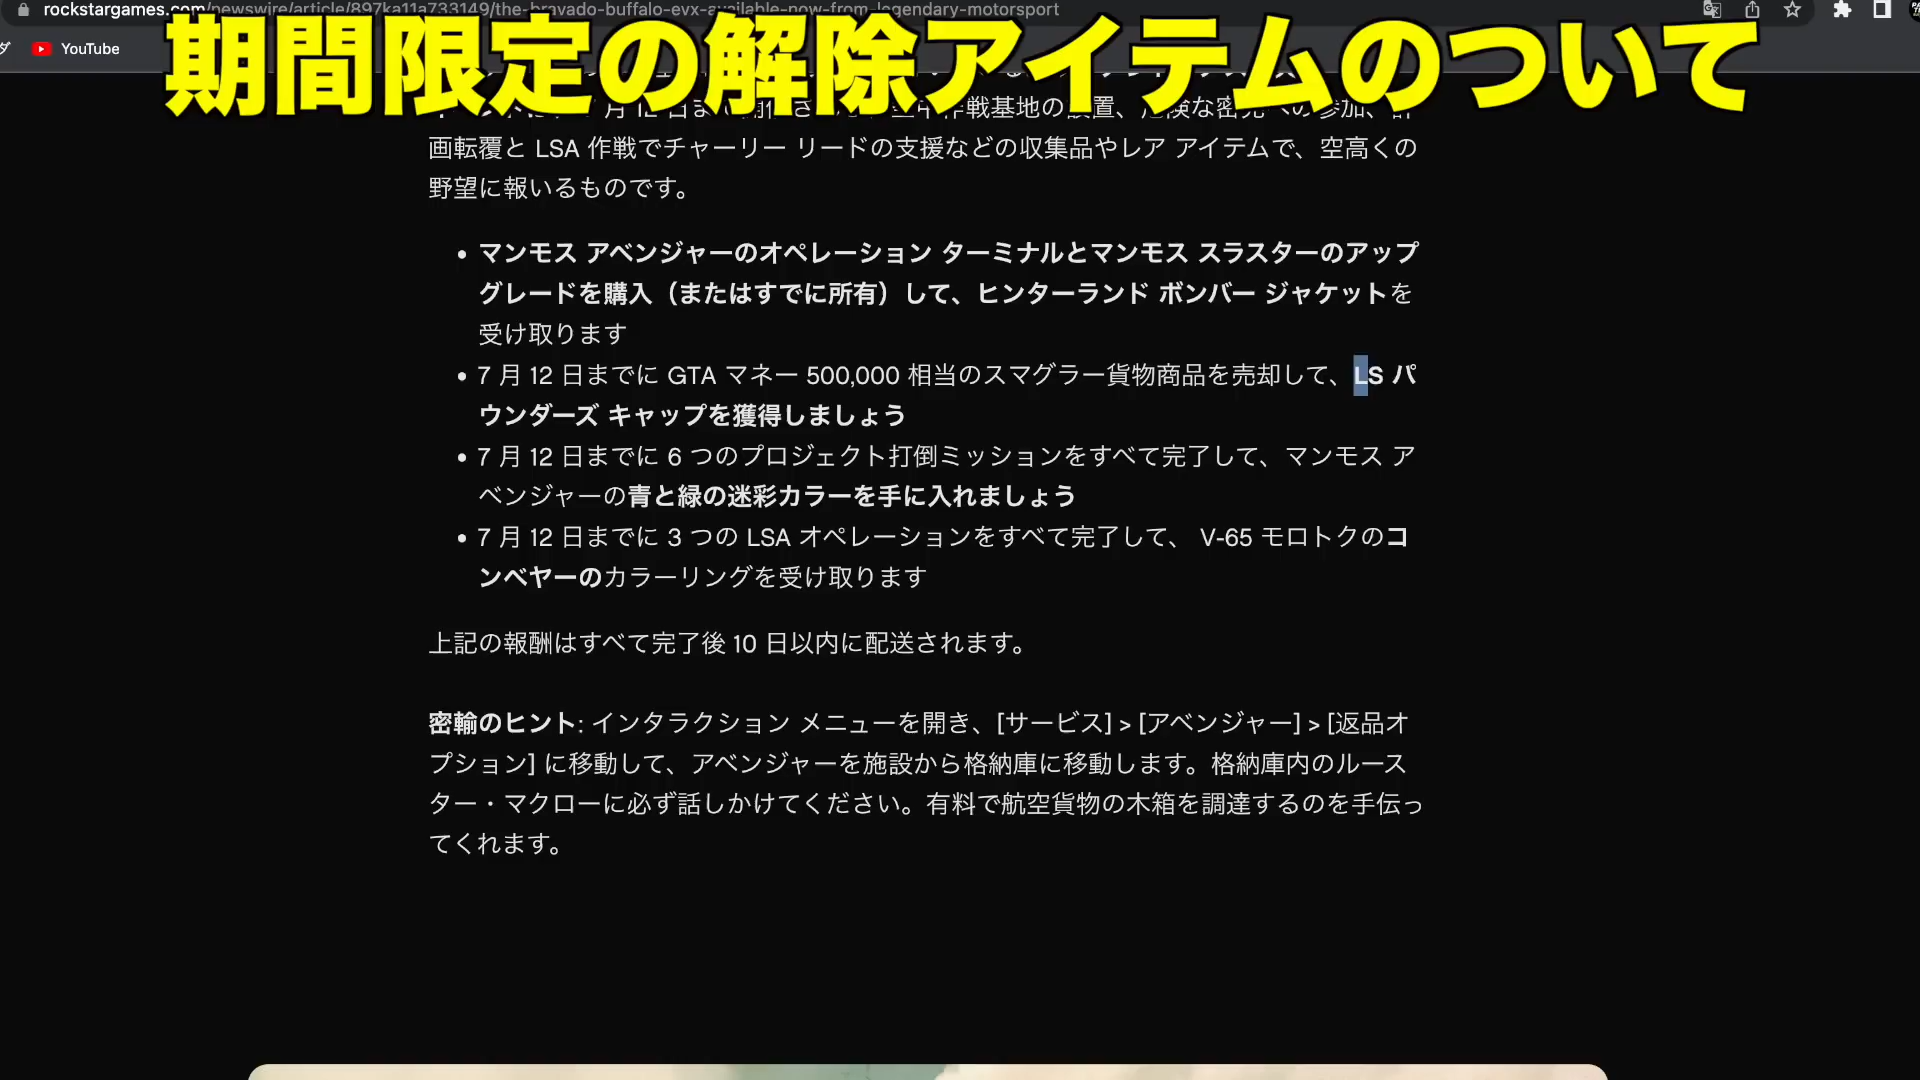 rockstargames.com/newswire/article/897ka11a733149/the-bravado-buffalo-evx-available-now-from-legendary-motorsport
YouTube
期間限定の解除アイテムのついて
画転覆と LSA 作戦でチャーリー リードの支援などの収集品やレア アイテムで、空高くの
野望に報いるものです。
• マンモス アベンジャーのオペレーション ターミナルとマンモス スラスターのアップ
グレードを購入（またはすでに所有）して、ヒンターランド ボンバー ジャケットを
受け取ります
• 7 月 12 日までに GTA マネー 500,000 相当のスマグラー貨物商品を売却して、LS パ
ウンダーズ キャップを獲得しましょう
• 7 月 12 日までに 6 つのプロジェクト打倒ミッションをすべて完了して、マンモス ア
ベンジャーの青と緑の迷彩カラーを手に入れましょう
• 7 月 12 日までに 3 つの LSA オペレーションをすべて完了して、 V-65 モロトクのコ
ンベヤーのカラーリングを受け取ります
上記の報酬はすべて完了後 10 日以内に配送されます。
密輸のヒント: インタラクション メニューを開き、[サービス] > [アベンジャー] > [返品オ
プション] に移動して、アベンジャーを施設から格納庫に移動します。格納庫内のルース
ター・マクローに必ず話しかけてください。有料で航空貨物の木箱を調達するのを手伝っ
てくれます。